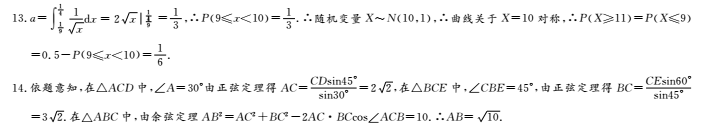 13. a=∫_{1/9}^{1/4} 1/√x dx = 2√x |_{1/9}^{1/4} = 1/3, ∴P(9≤x<10)=1/3. ∴随机变量 X~N(10,1), ∴曲线关于 X=10 对称, ∴P(X≥11)=P(X≤9)
=0.5-P(9≤x<10)=1/6.
14. 依题意知,在△ACD 中,∠A=30°由正弦定理得 AC=CDsin45°/sin30°=2√2,在△BCE 中,∠CBE=45°,由正弦定理得 BC=CEsin60°/sin45°
=3√2. 在△ABC 中,由余弦定理 AB²=AC²+BC²-2AC·BCcos∠ACB=10. ∴AB=√10.